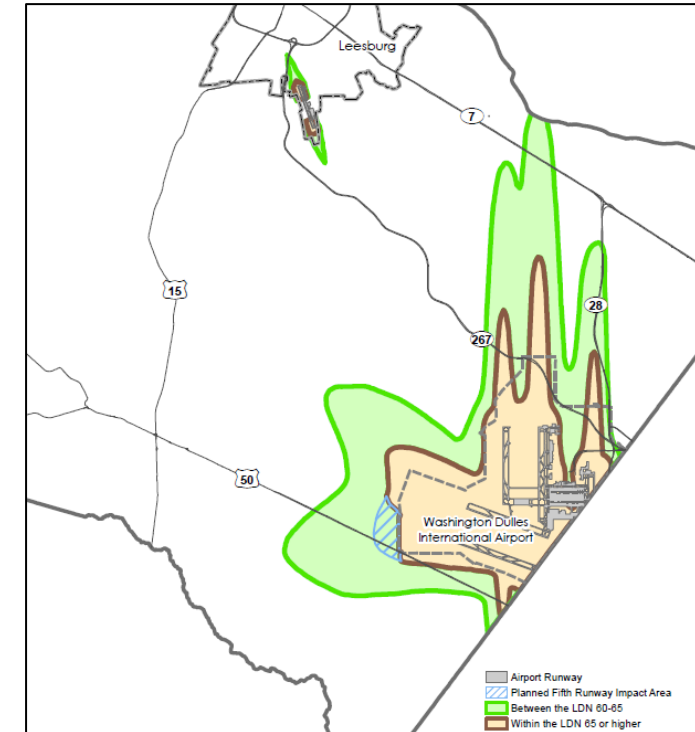 Leesburg
7
15
28
267
50
Washington Dulles
International Airport
Airport Runway
Planned Fifth Runway Impact Area
Between the LDN 60-65
Within the LDN 65 or higher